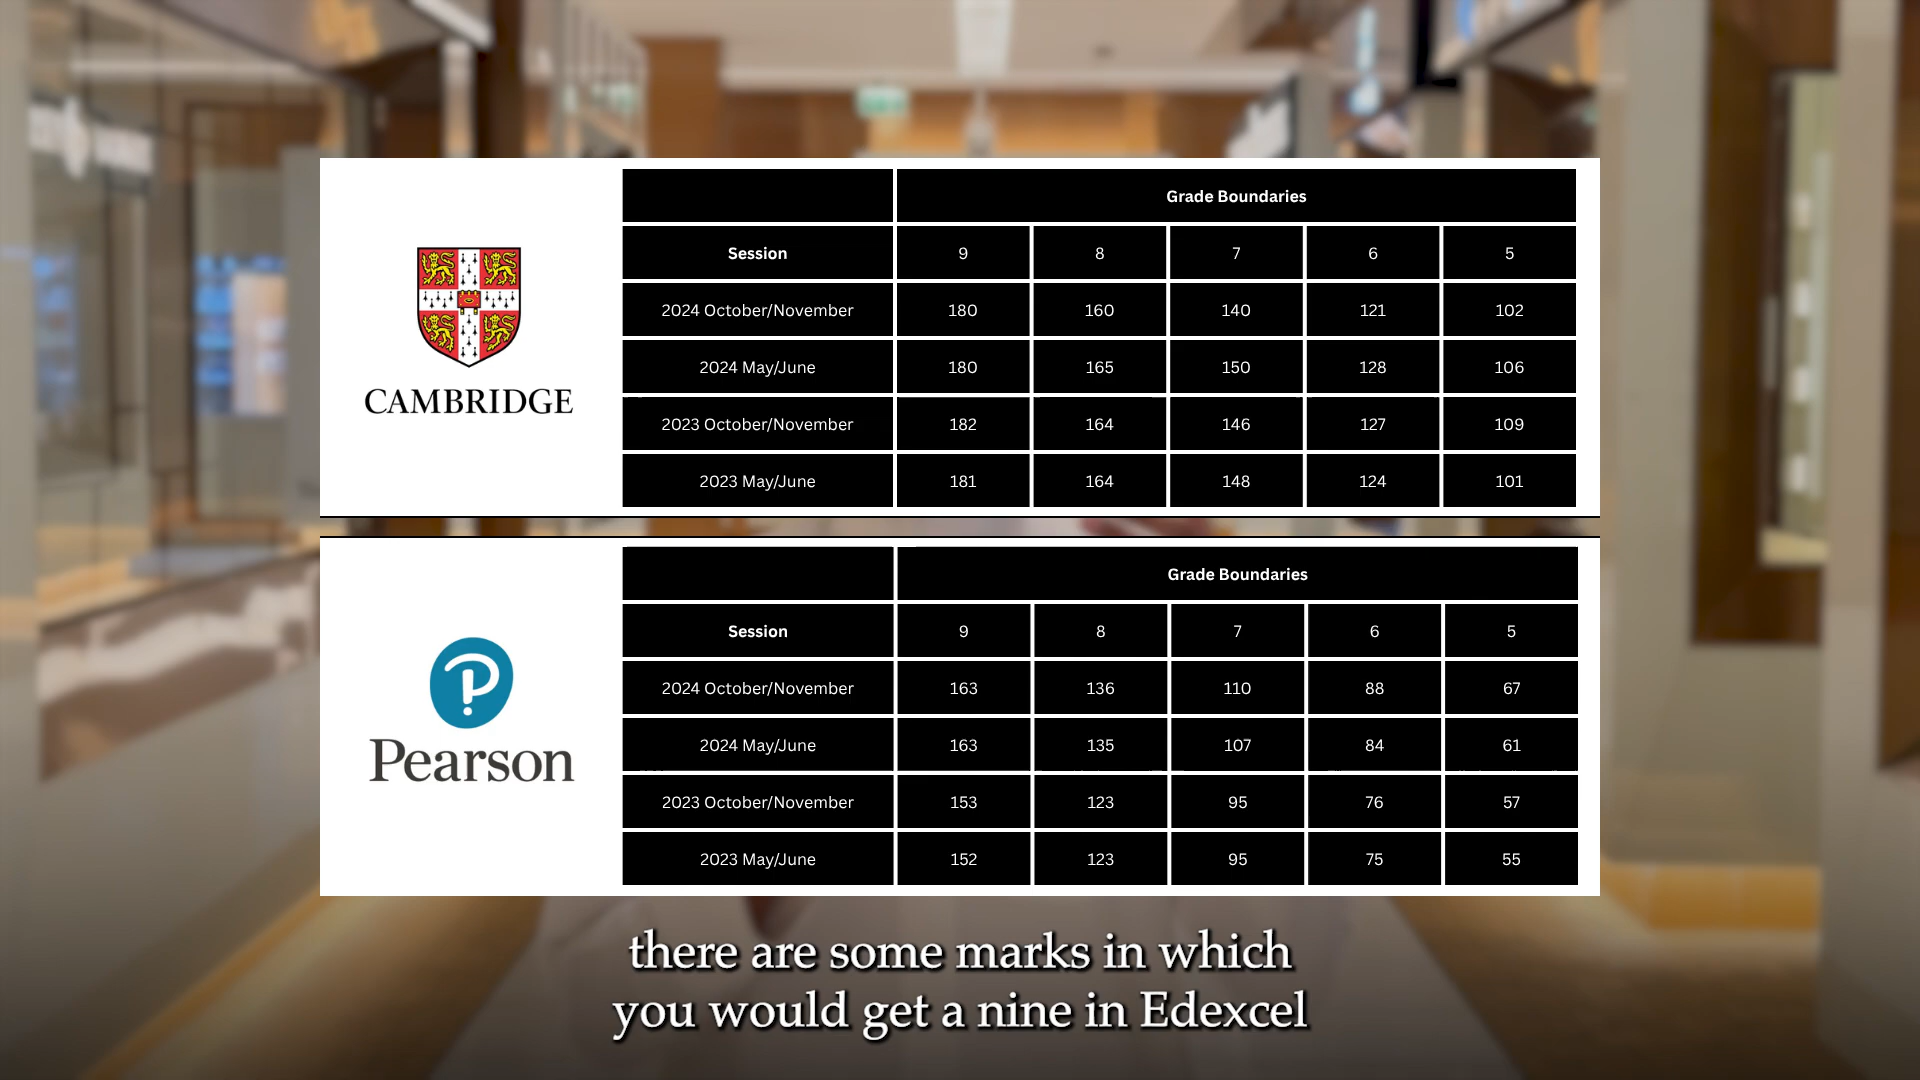 CAMBRIDGE
Grade Boundaries
Session 9 8 7 6 5
2024 October/November 180 160 140 121 102
2024 May/June 180 165 150 128 106
2023 October/November 182 164 146 127 109
2023 May/June 181 164 148 124 101
Pearson
Grade Boundaries
Session 9 8 7 6 5
2024 October/November 163 136 110 88 67
2024 May/June 163 135 107 84 61
2023 October/November 153 123 95 76 57
2023 May/June 152 123 95 75 55
there are some marks in which
you would get a nine in Edexcel